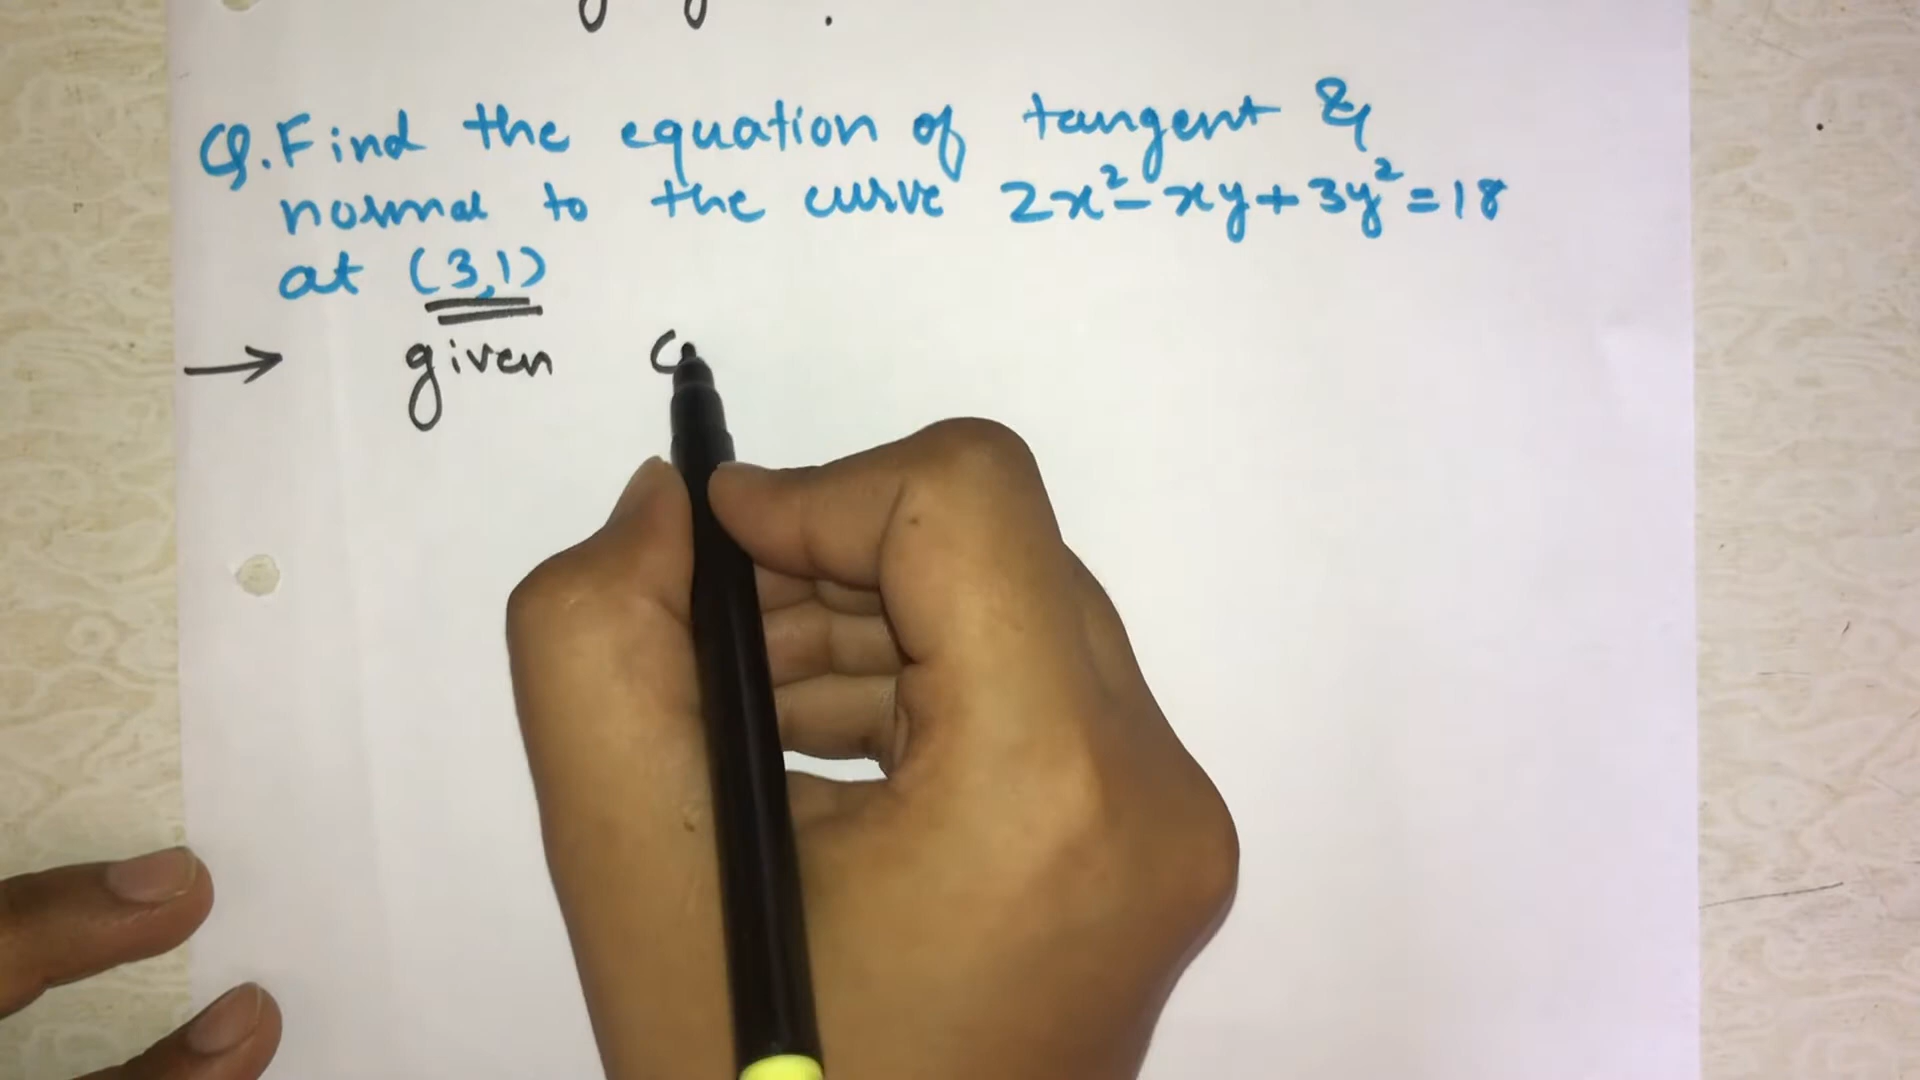 Q. Find the equation of tangent &
normal to the curve 2x²-xy+3y²=18
at (3,1)
→ given